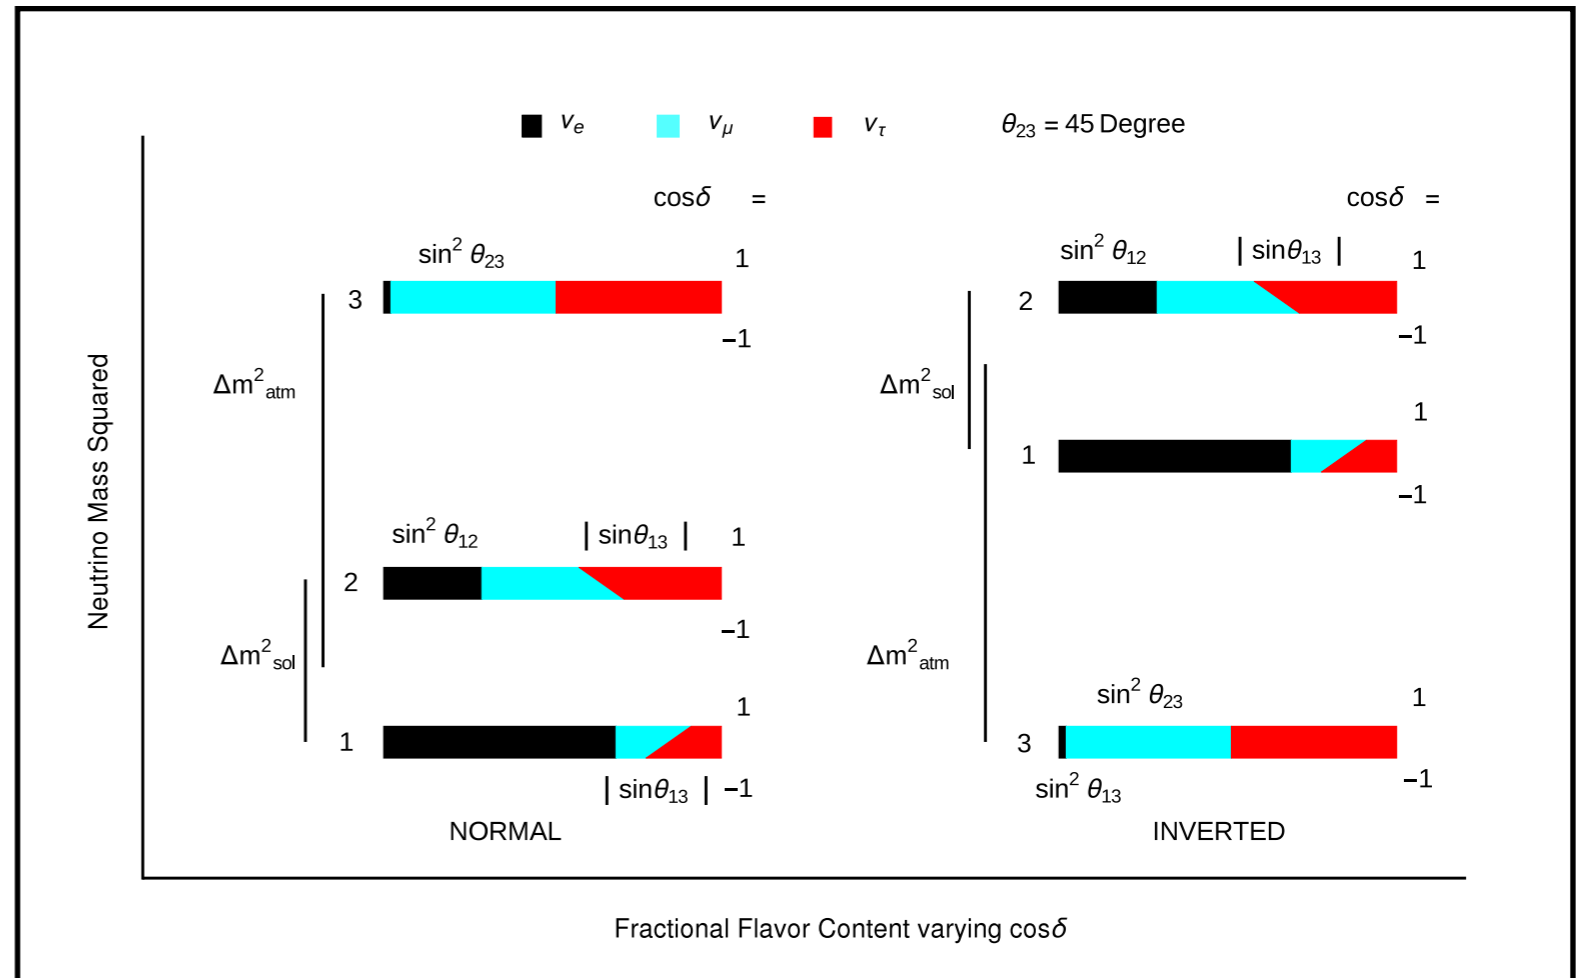 νe νμ ντ θ23 = 45 Degree
cosδ = cosδ =
sin2 θ23 1 sin2 θ12 | sinθ13 | 1
3 2
–1 –1
Δm2atm Δm2sol
1
1
–1
sin2 θ12 | sinθ13 | 1
2
–1
Δm2sol Δm2atm
1 sin2 θ23 1
1 3
| sinθ13 | –1 sin2 θ13 –1
NORMAL INVERTED
Neutrino Mass Squared
Fractional Flavor Content varying cosδ